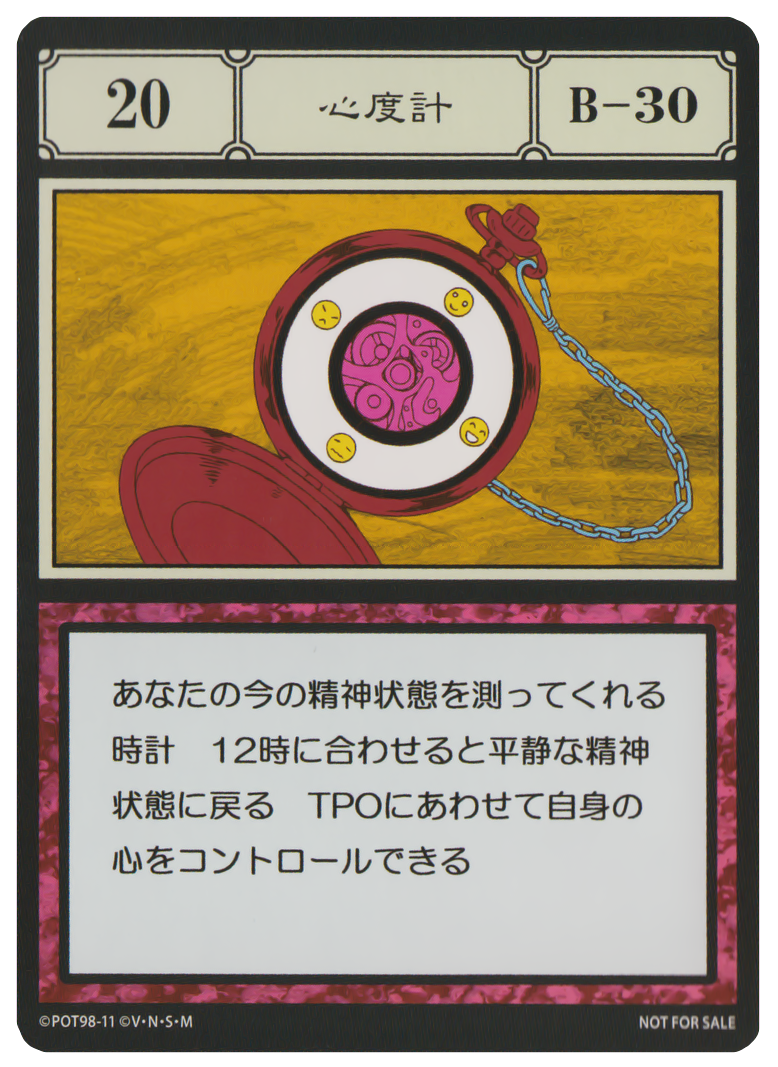 20 心度計 B-30
あなたの今の精神状態を測ってくれる
時計　12時に合わせると平静な精神
状態に戻る　TPOにあわせて自身の
心をコントロールできる
©POT98-11 ©V・N・S・M NOT FOR SALE